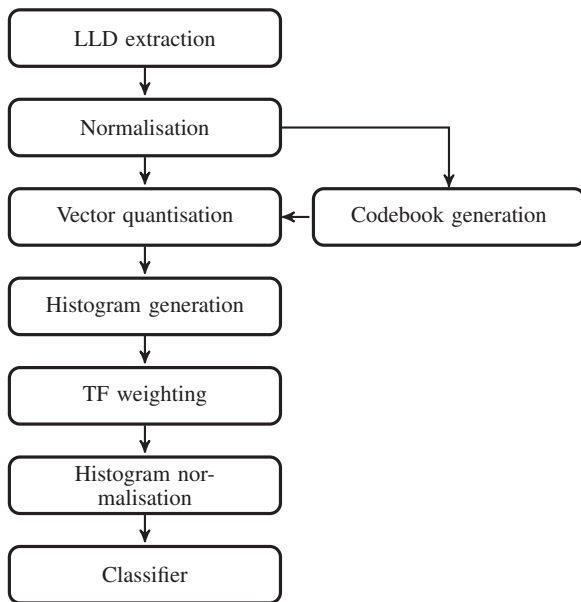 LLD extraction
Normalisation
Vector quantisation
Codebook generation
Histogram generation
TF weighting
Histogram nor-
malisation
Classifier